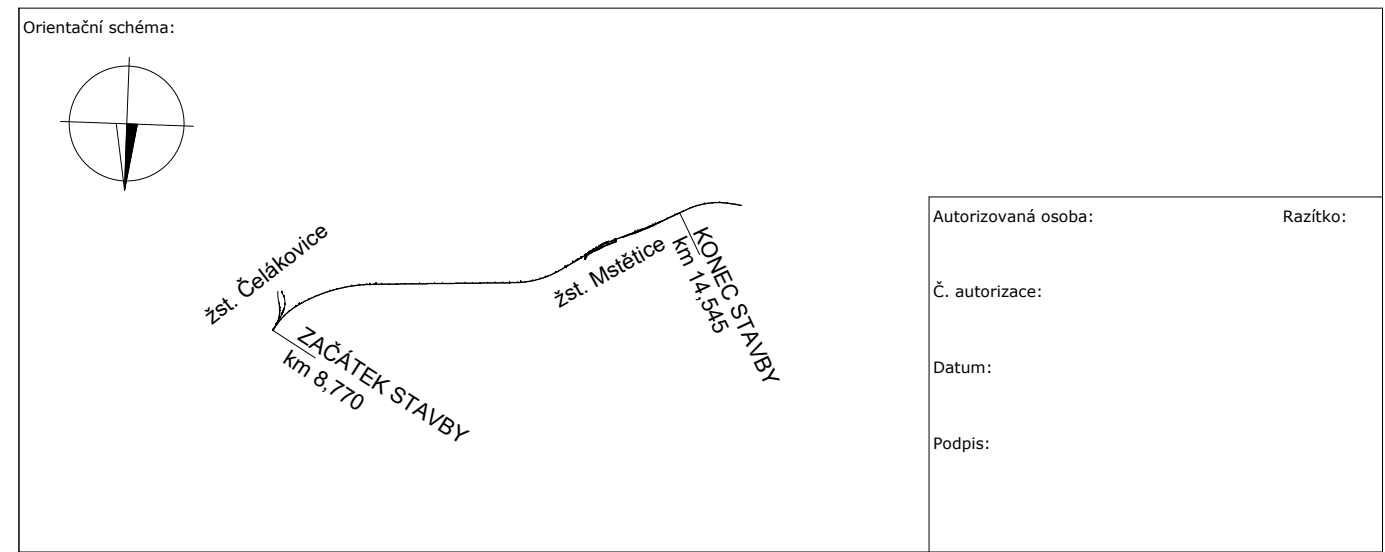 Orientační schéma:
žst. Čelákovice
ZAČÁTEK STAVBY
km 8,770
žst. Mstětice
KONEC STAVBY
km 14,545
Autorizovaná osoba:
Razítko:
Č. autorizace:
Datum:
Podpis: